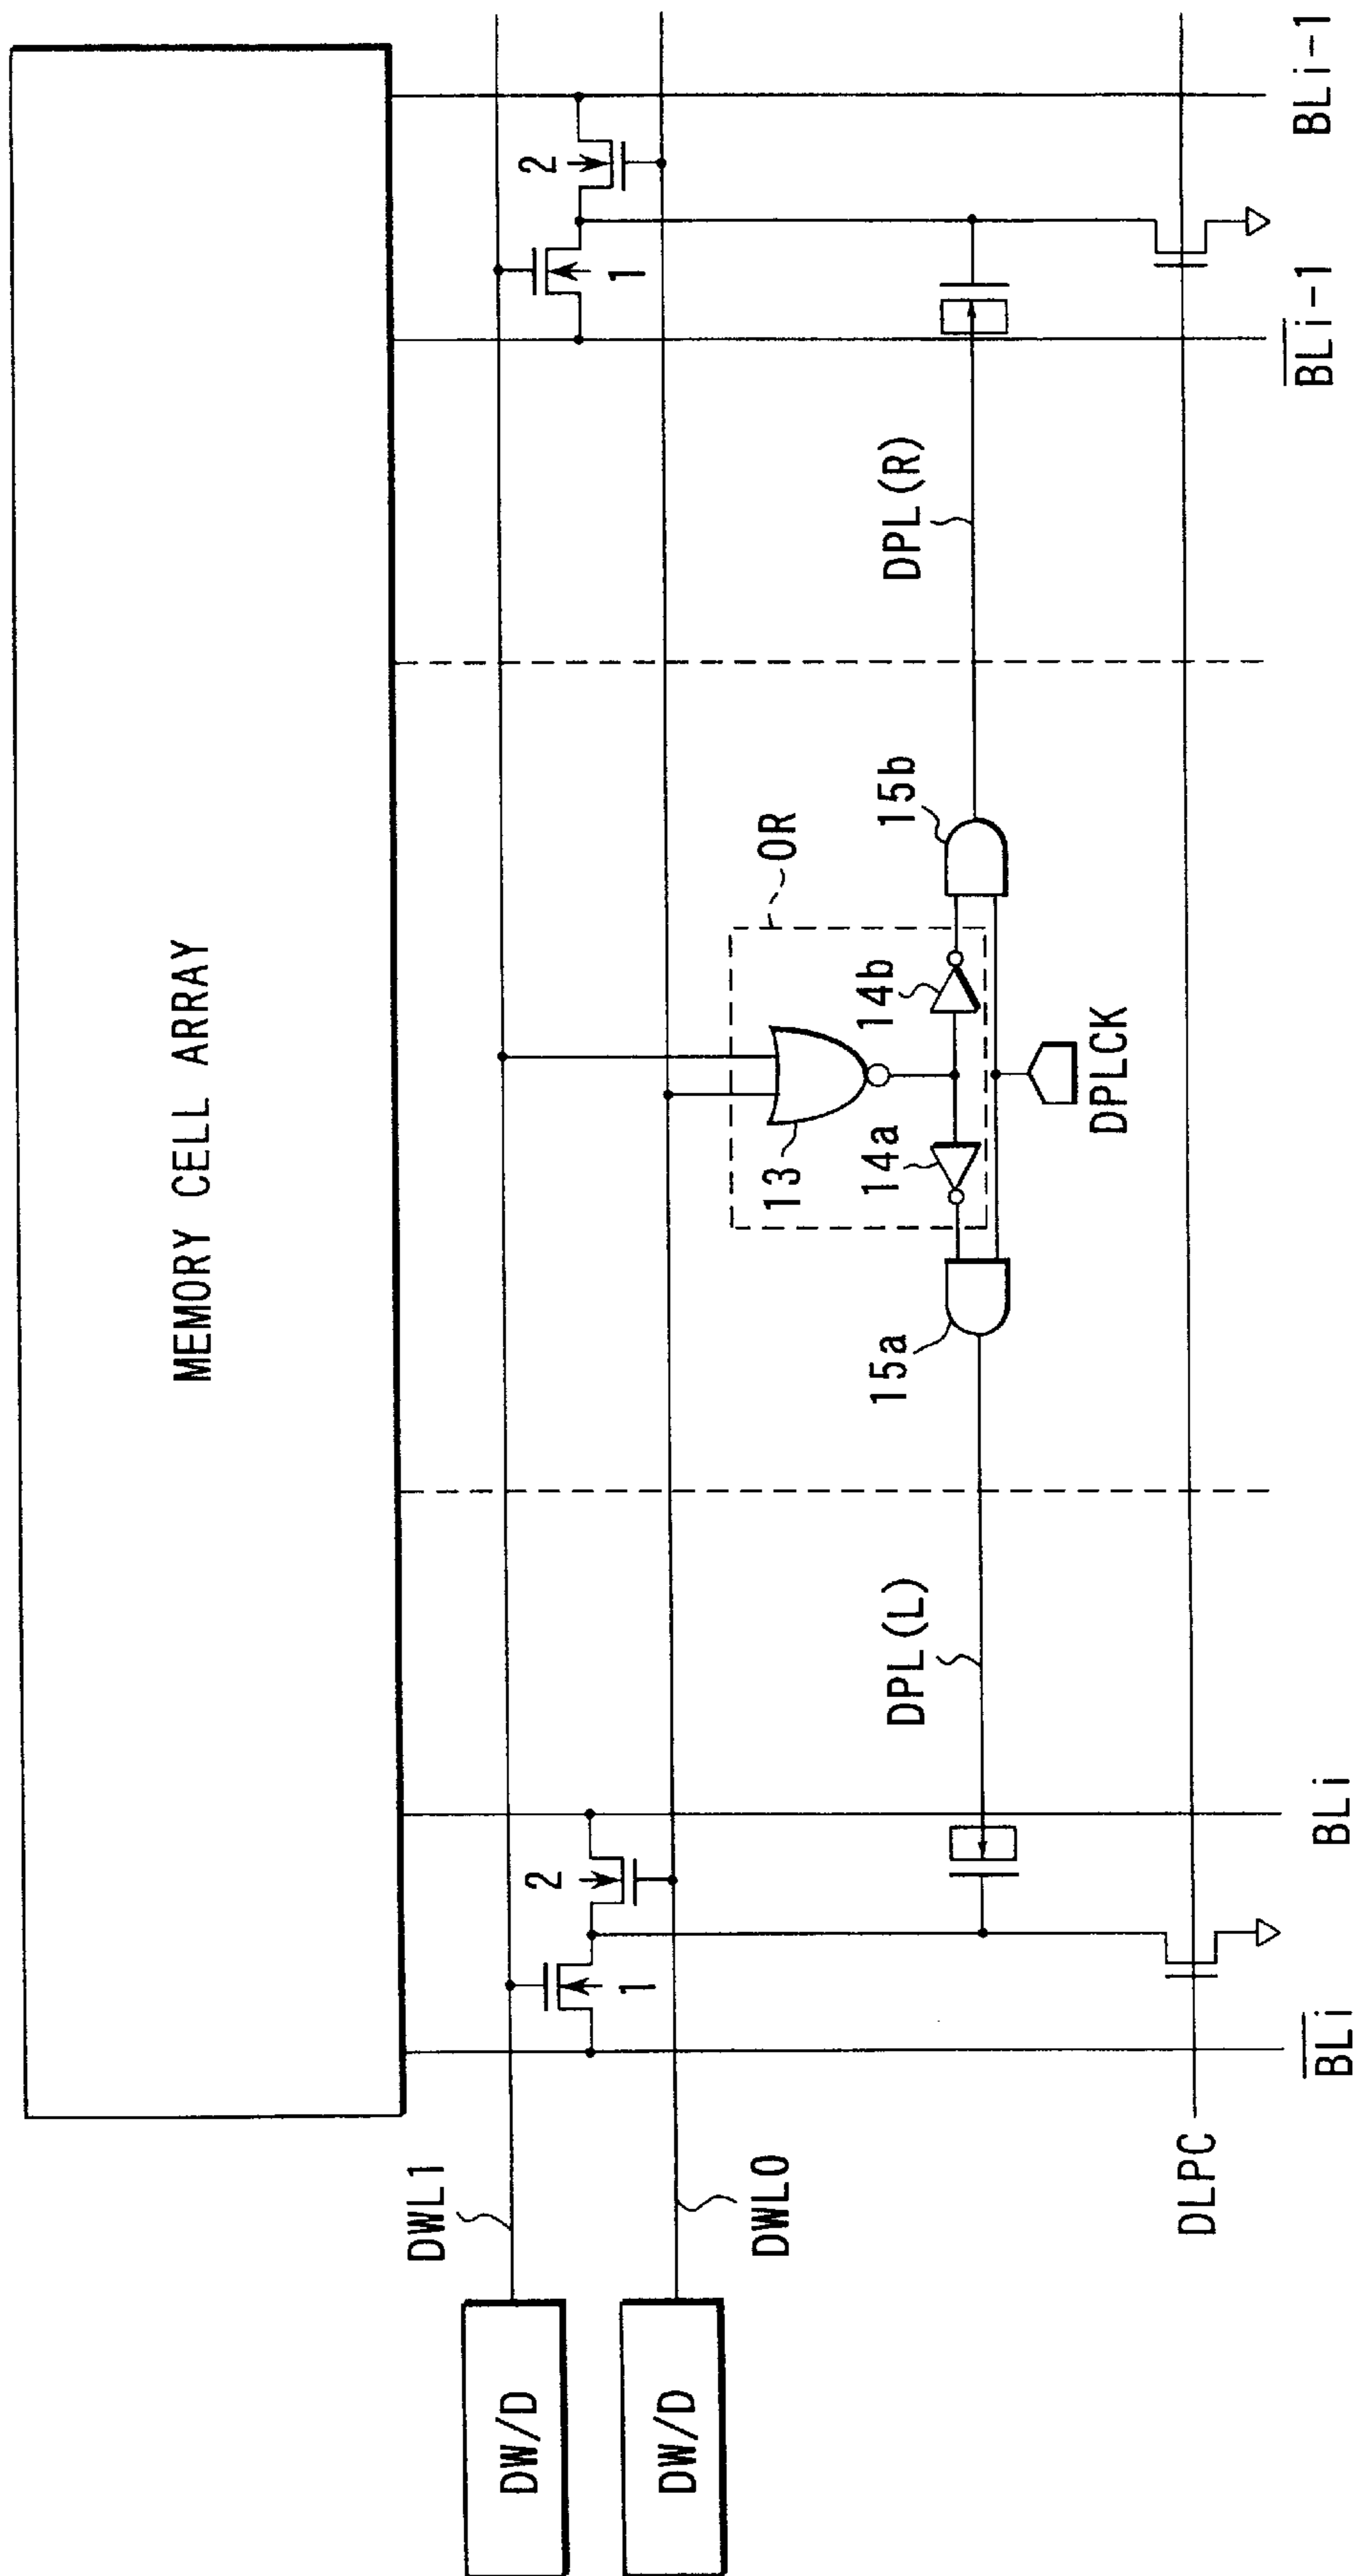 MEMORY CELL ARRAY
DW/D
DWL1
DW/D
DWL0
1
2
1
2
OR
13
14a
14b
15a
15b
DPL(L)
DPL(R)
DPLCK
DLPC
BLi
BLi
BLi-1
BLi-1